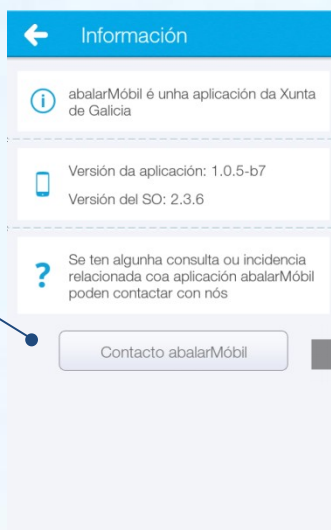 Información
abalarMóbil é unha aplicación da Xunta
de Galicia
Versión da aplicación: 1.0.5-b7
Versión del SO: 2.3.6
?
Se ten algunha consulta ou incidencia
relacionada coa aplicación abalarMóbil
poden contactar con nós
Contacto abalarMóbil